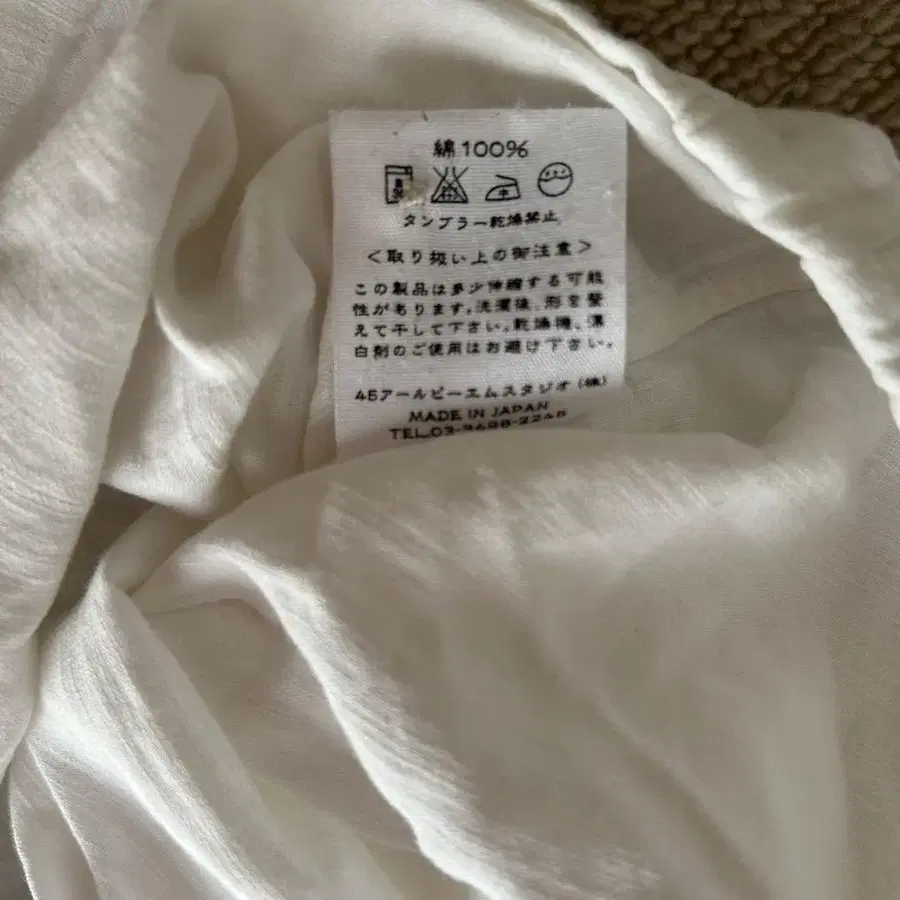 綿100%
中
タンブラー乾燥禁止
＜取り扱い上の御注意＞
この製品は多少伸縮する可能
性があります。洗濯後、形を整
えて干して下さい。乾燥機、漂
白剤のご使用はお避け下さい。
45アールピーエムスタジオ（株）
MADE IN JAPAN
TEL.03-